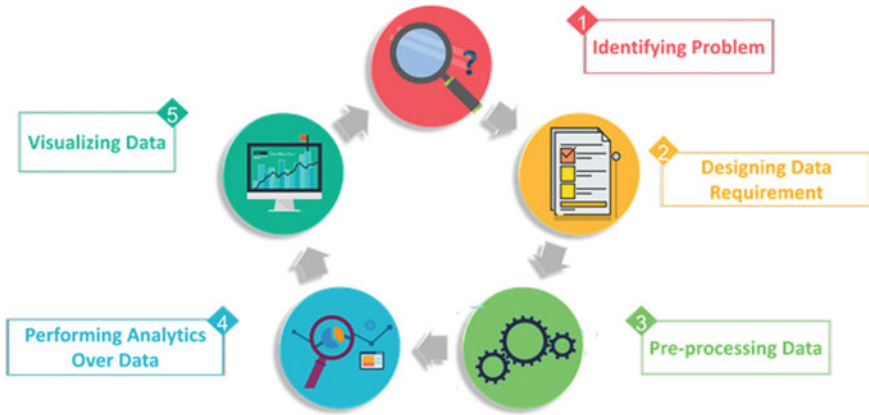 1
Identifying Problem
2
Designing Data
Requirement
3
Pre-processing Data
4
Performing Analytics
Over Data
5
Visualizing Data
?